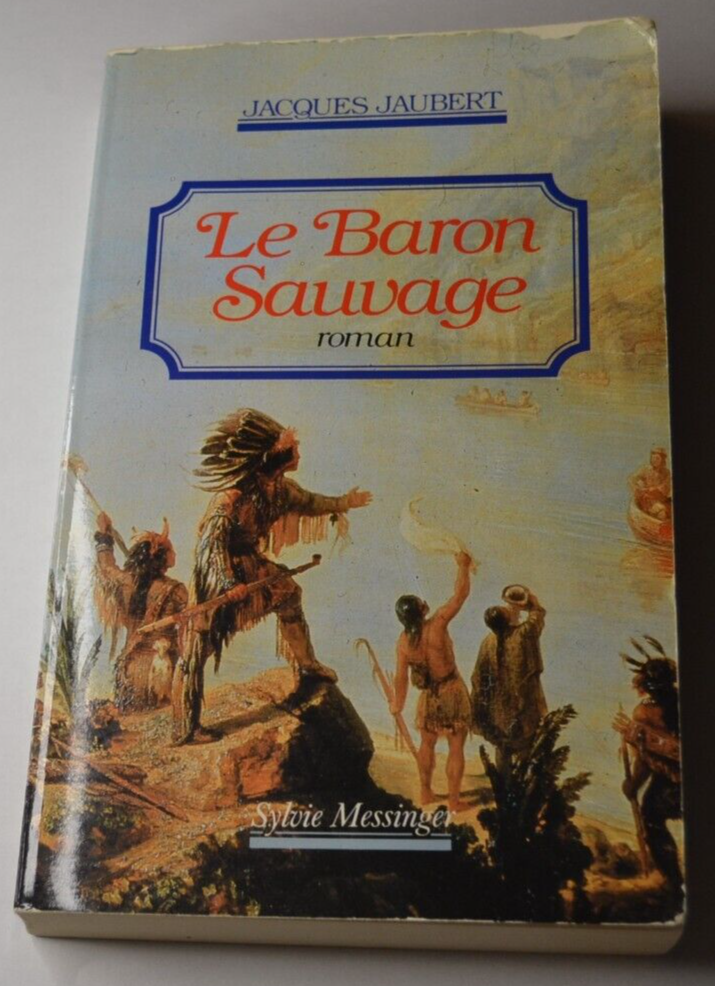 JACQUES JAUBERT
Le Baron
Sauvage
roman
Sylvie Messinger